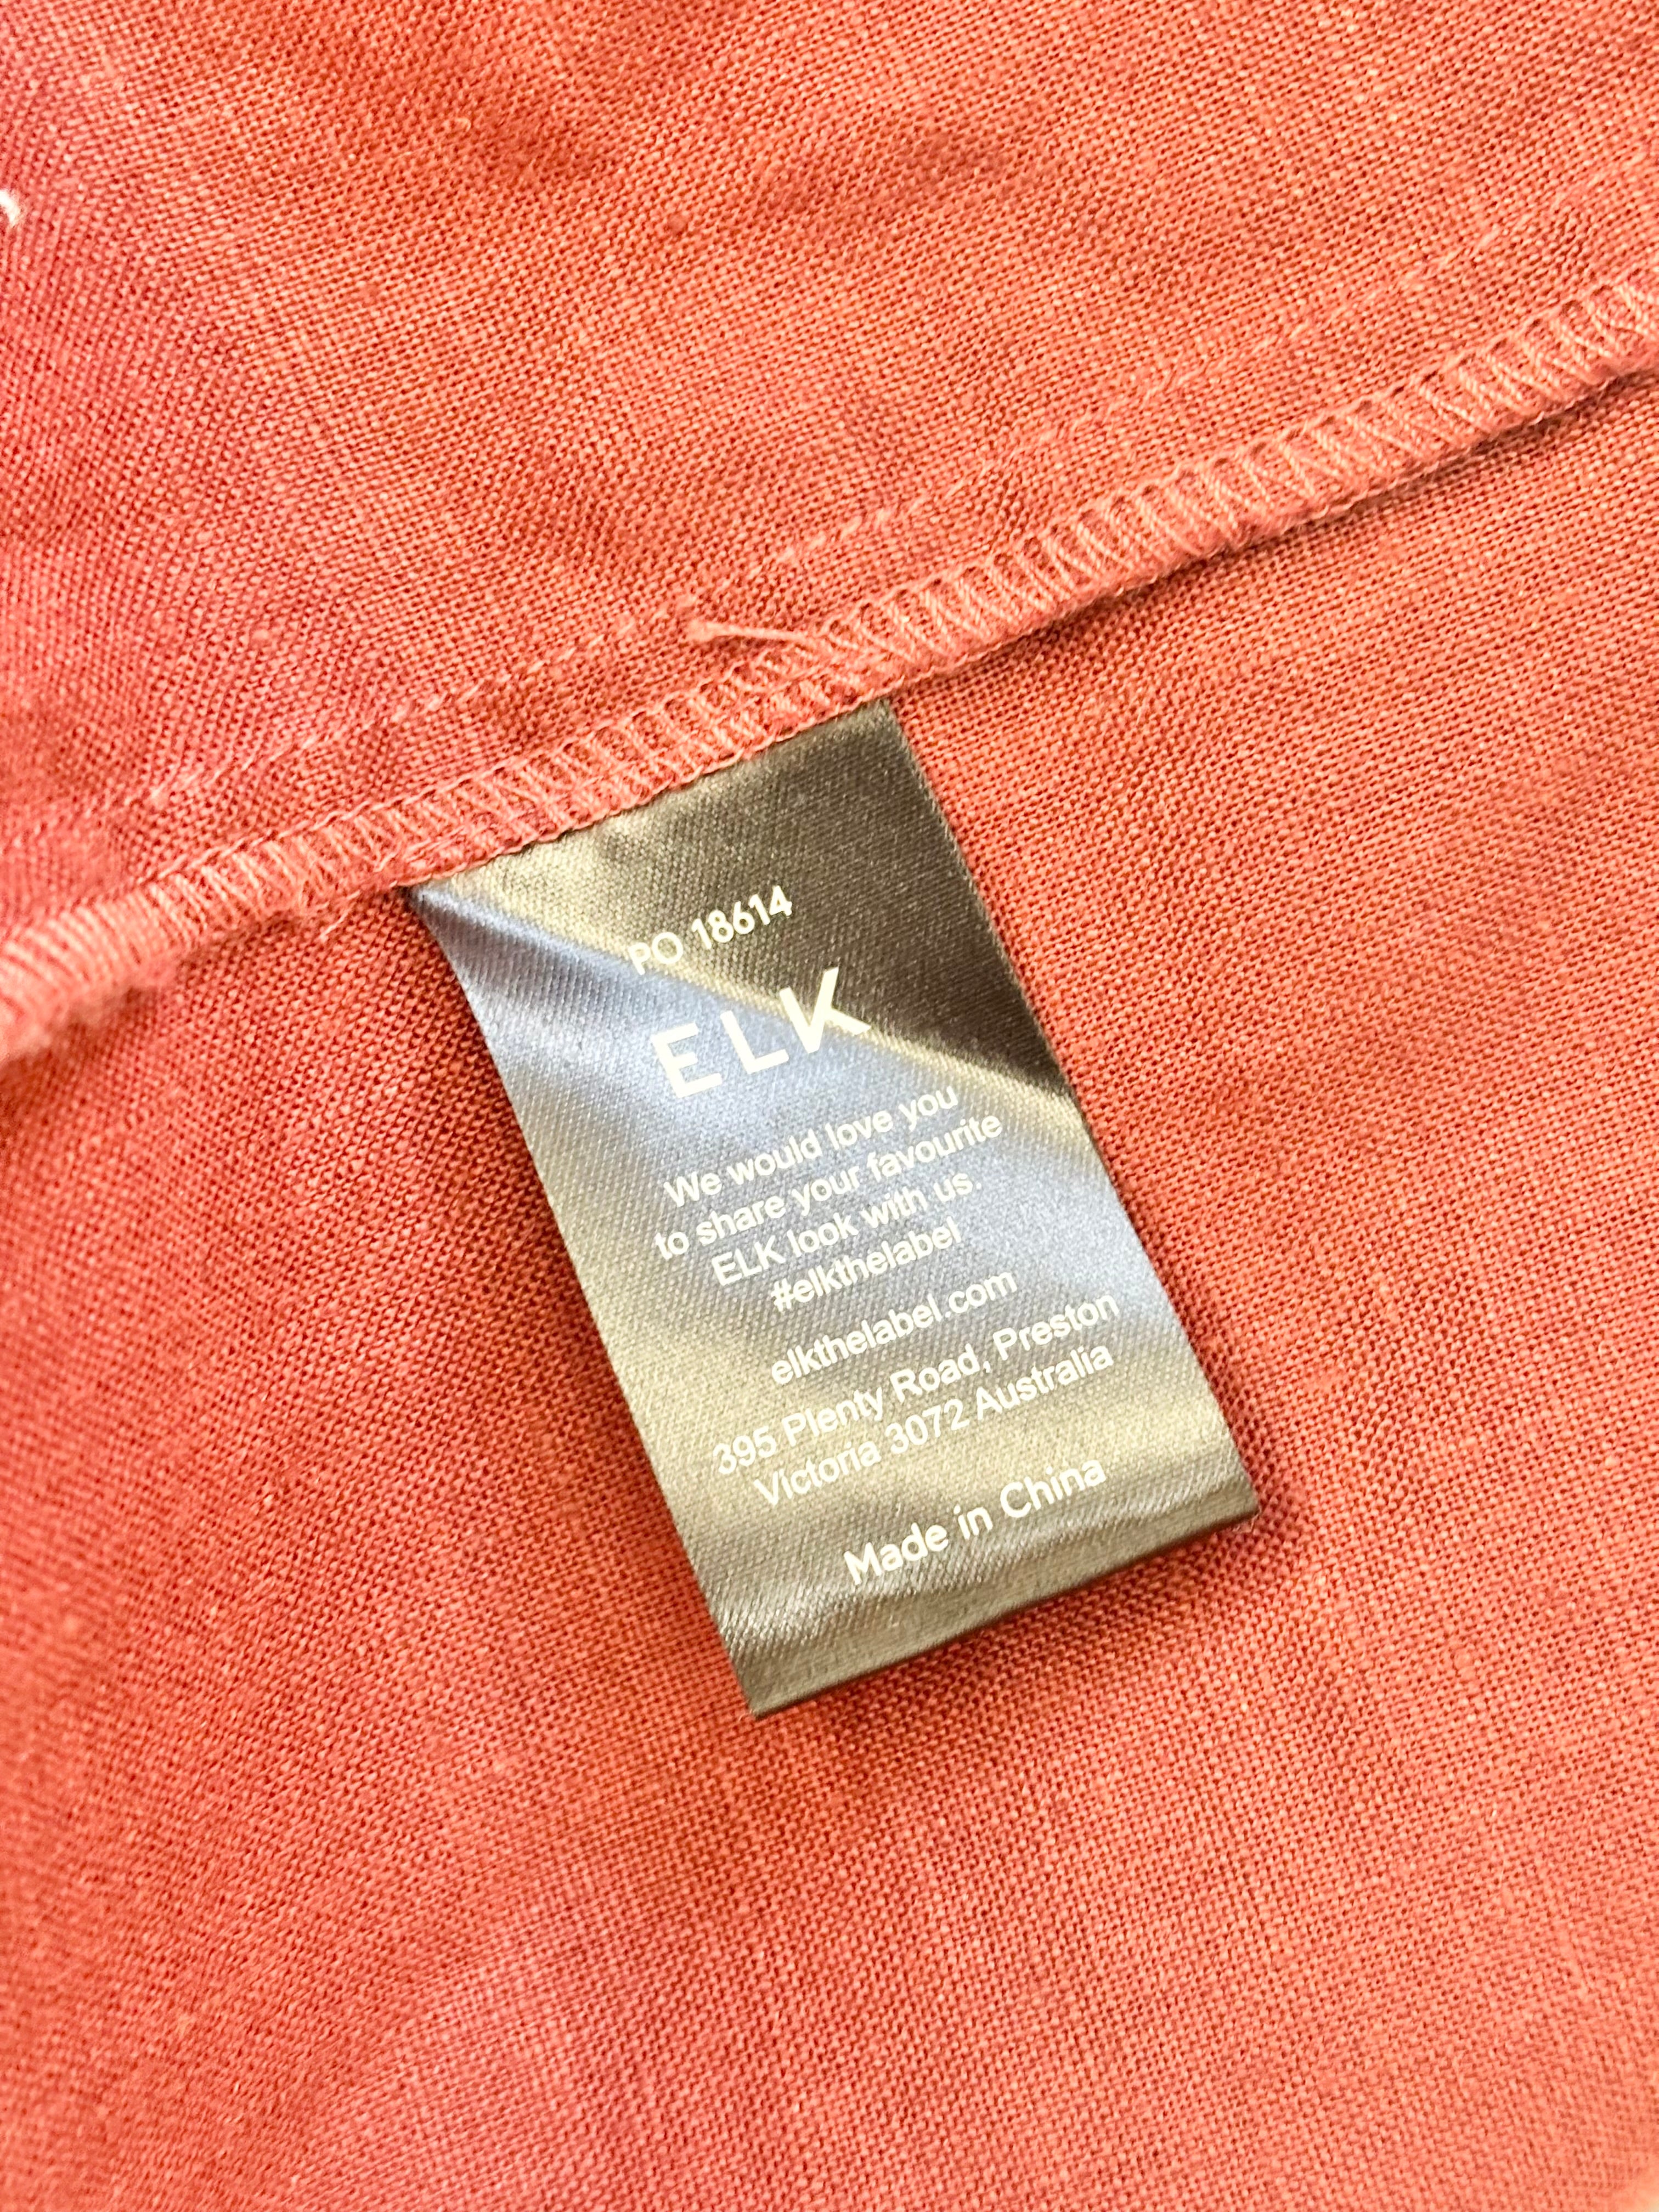 PO 18614
ELK
We would love you
to share your favourite
ELK look with us.
#elkthelabel
elkthelabel.com
395 Plenty Road, Preston
Victoria 3072 Australia
Made in China